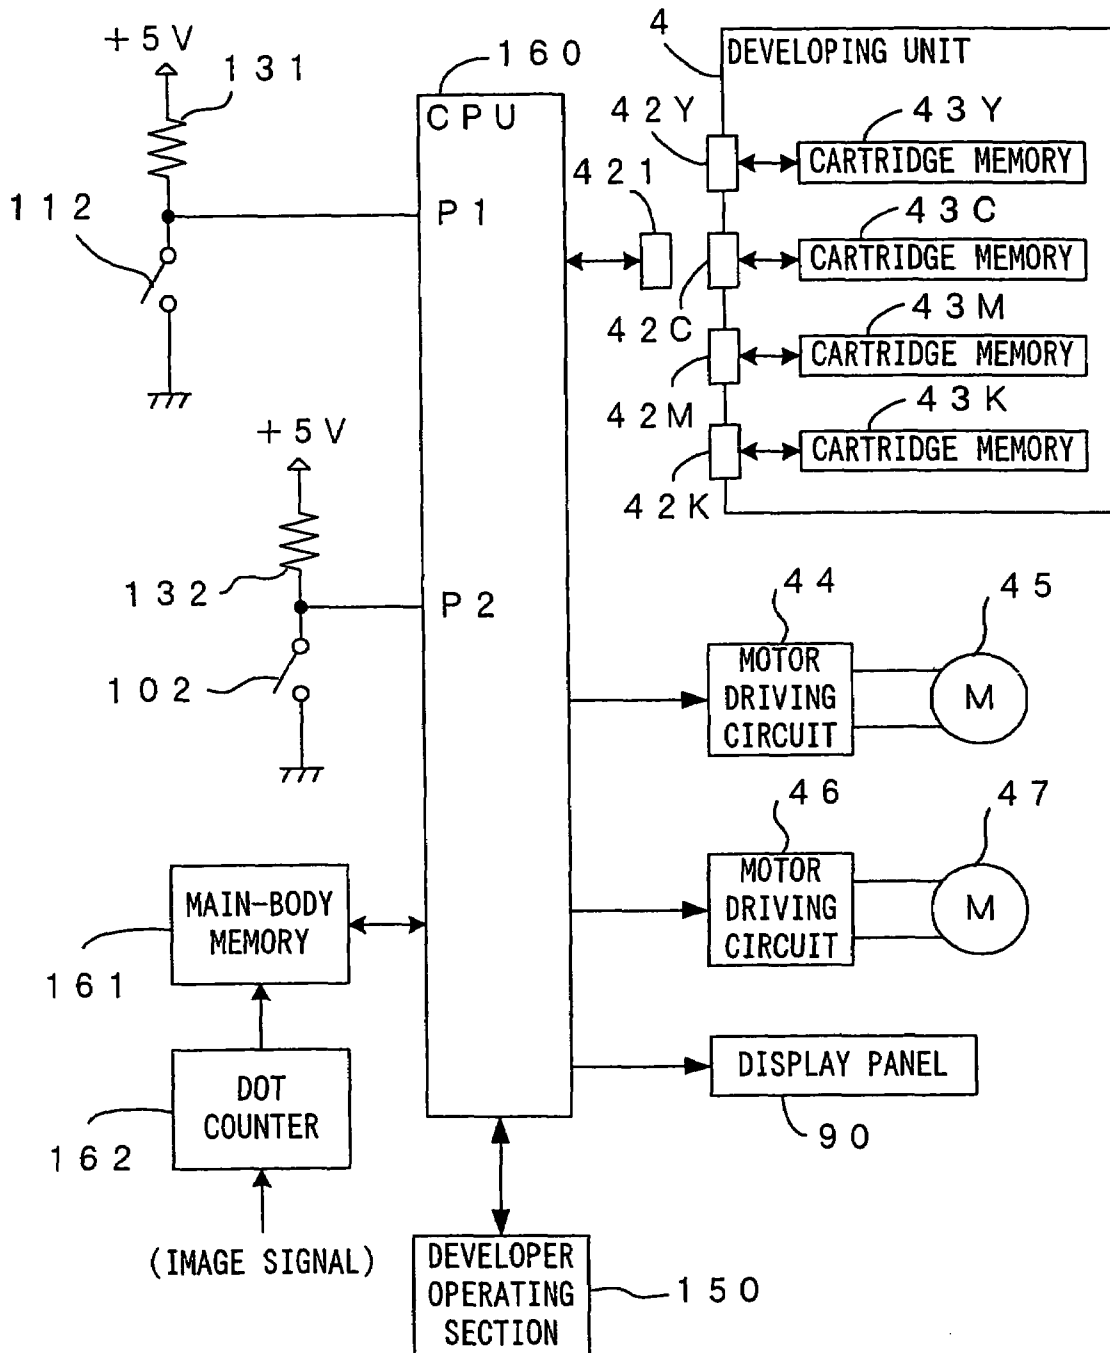 +5V
131
160
4
DEVELOPING UNIT
CPU
42Y
43Y
CARTRIDGE MEMORY
421
112
P1
43C
CARTRIDGE MEMORY
42C
43M
CARTRIDGE MEMORY
42M
43K
CARTRIDGE MEMORY
42K
+5V
132
P2
102
44
45
MOTOR
DRIVING
CIRCUIT
M
46
47
MOTOR
DRIVING
CIRCUIT
M
MAIN-BODY
MEMORY
161
DOT
COUNTER
162
DISPLAY PANEL
90
(IMAGE SIGNAL)
DEVELOPER
OPERATING
SECTION
150